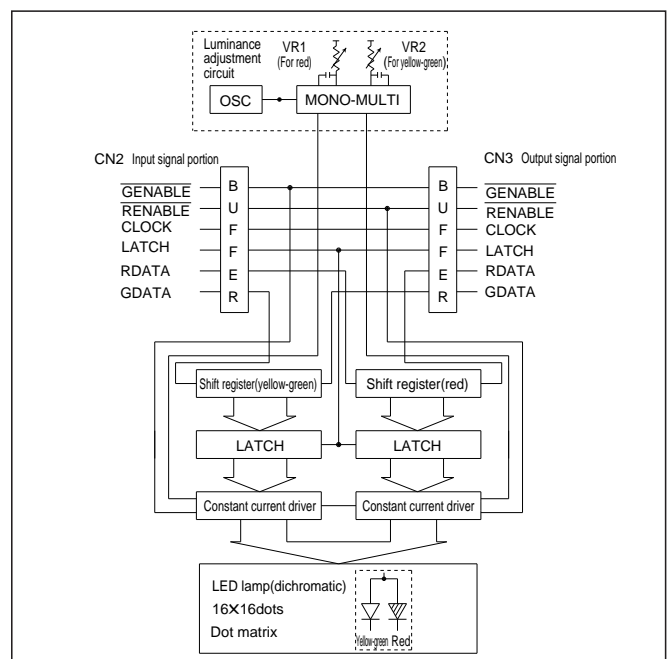 Luminance
adjustment
circuit
VR1
(For red)
VR2
(For yellow-green)
OSC
MONO-MULTI
CN2 Input signal portion
CN3 Output signal portion
GENABLE
RENABLE
CLOCK
LATCH
RDATA
GDATA
B
U
F
F
E
R
B
U
F
F
E
R
GENABLE
RENABLE
CLOCK
LATCH
RDATA
GDATA
Shift register(yellow-green)
Shift register(red)
LATCH
LATCH
Constant current driver
Constant current driver
LED lamp(dichromatic)
16×16dots
Dot matrix
Yellow-green Red